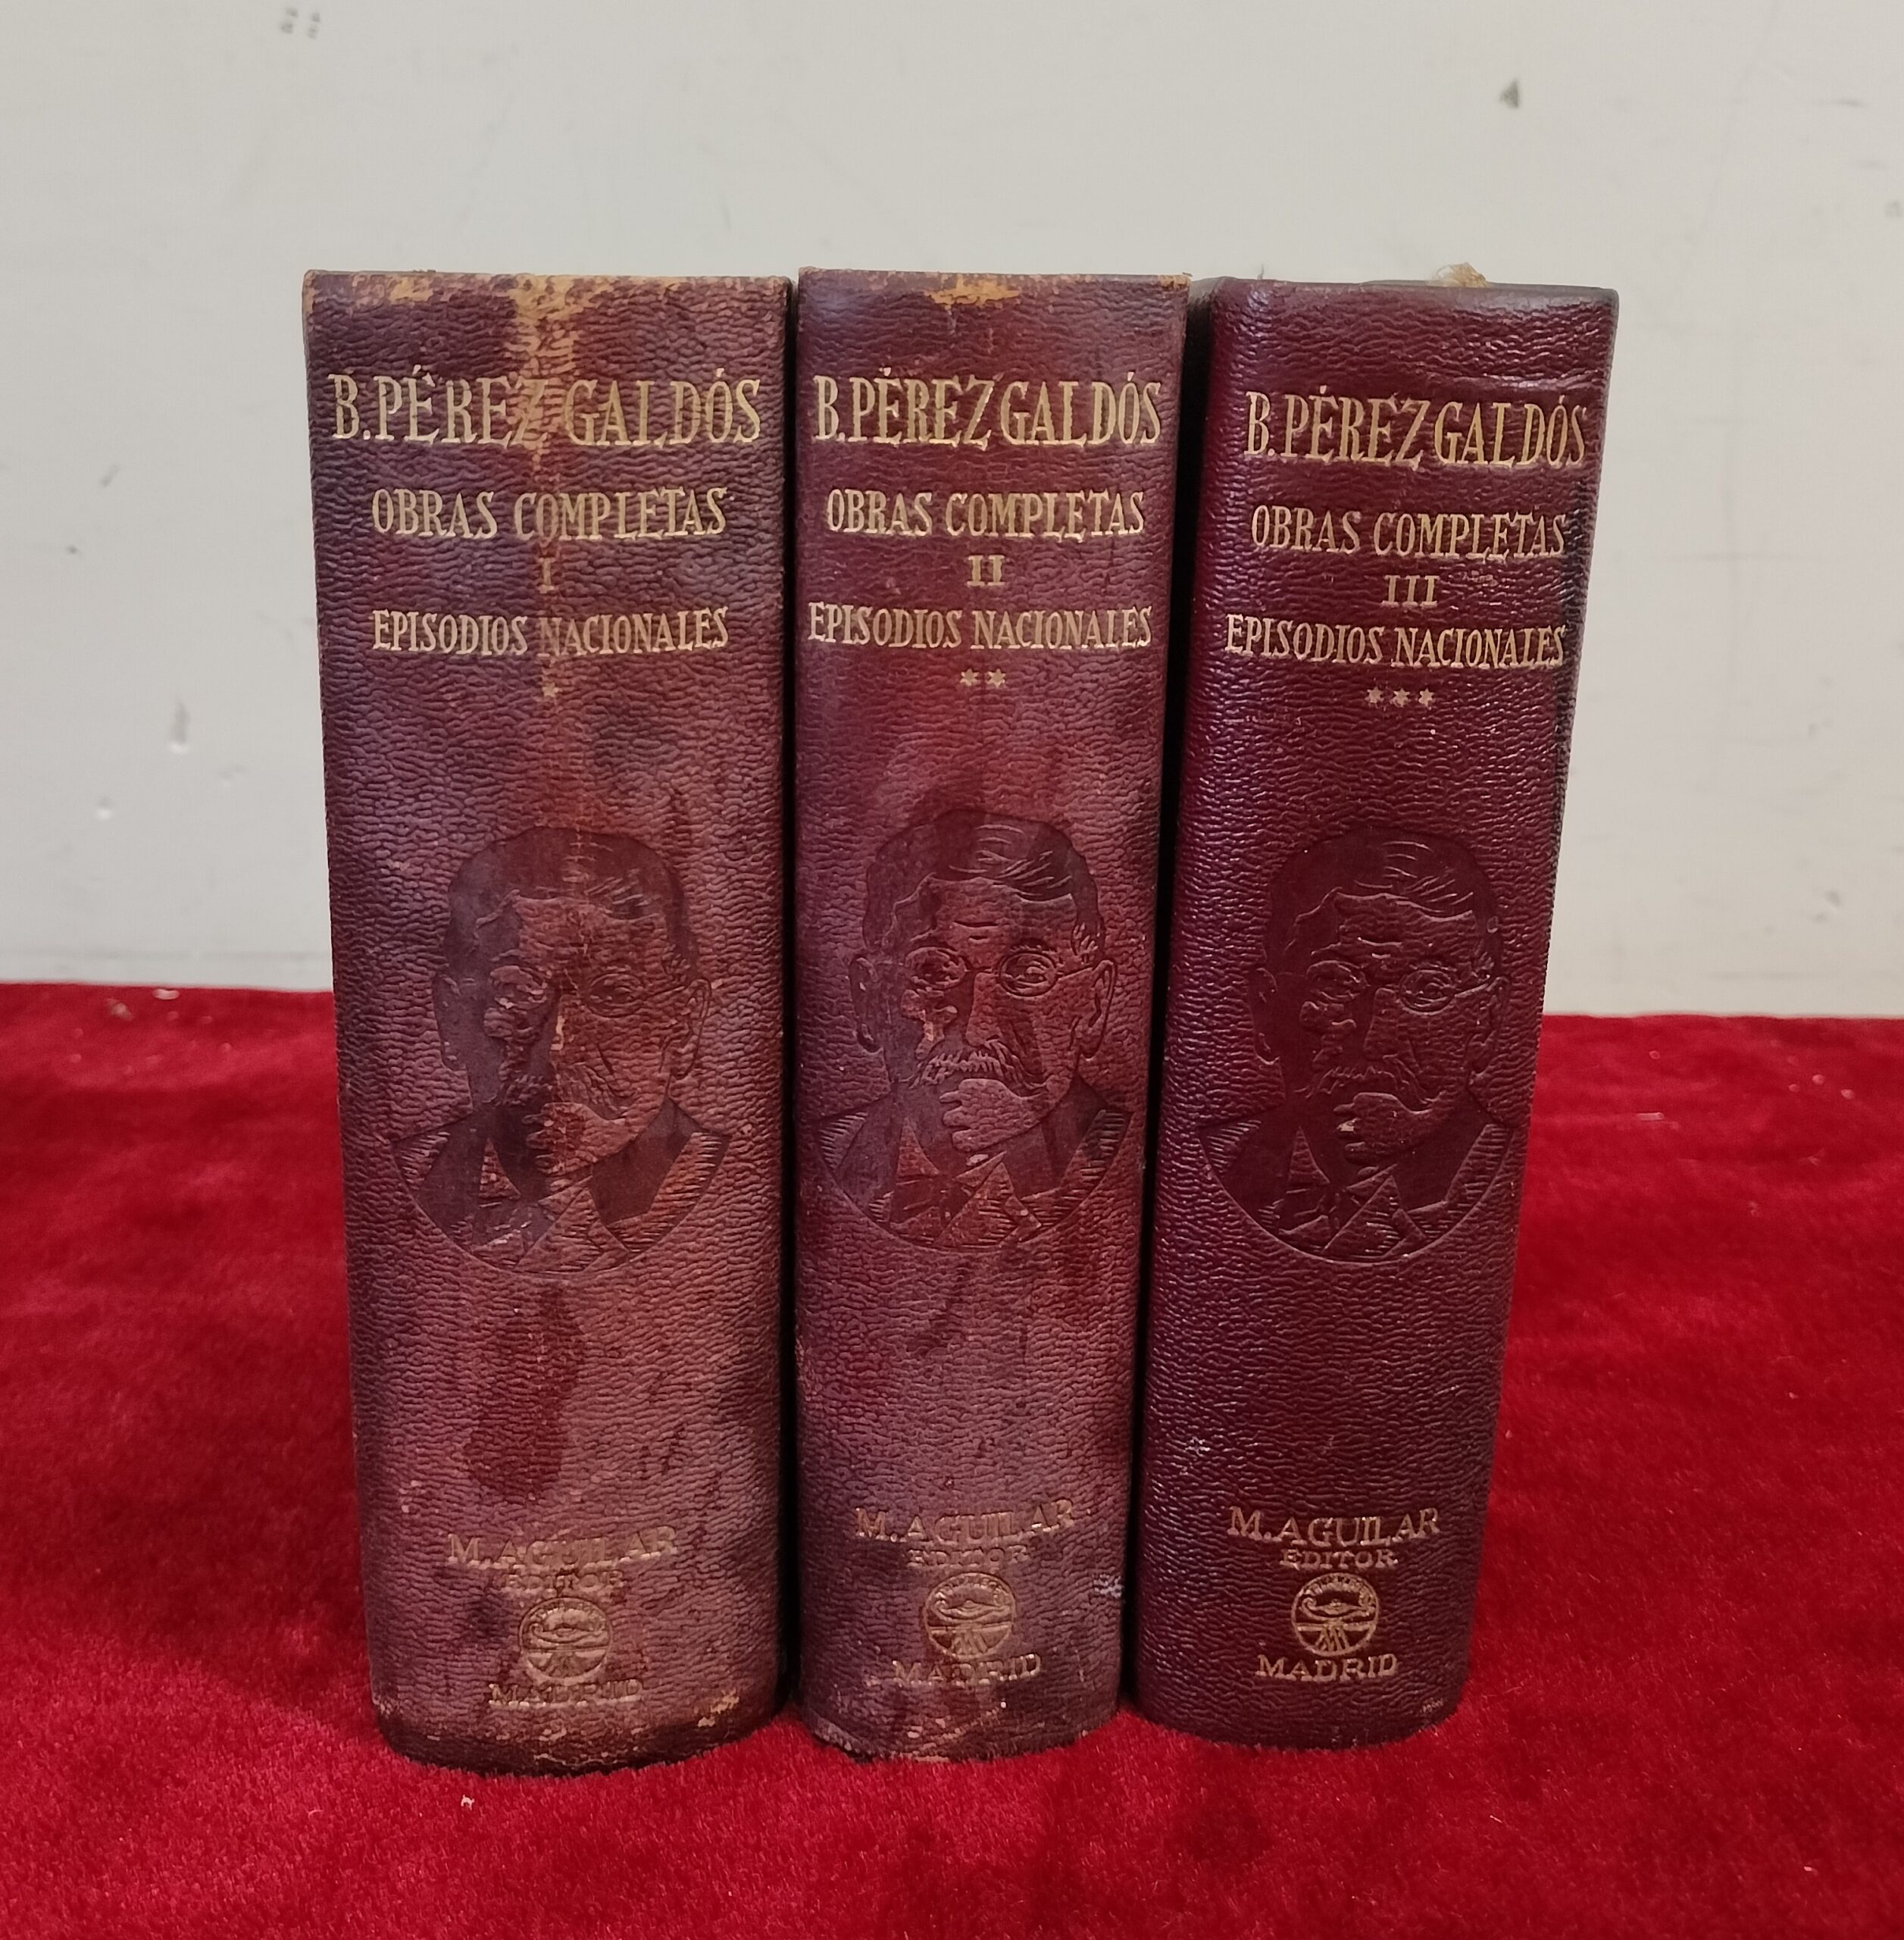 B. PÉREZ GALDÓS
OBRAS COMPLETAS
I
EPISODIOS NACIONALES
*
M. AGUILAR
EDITOR
MADRID
B. PÉREZ GALDÓS
OBRAS COMPLETAS
II
EPISODIOS NACIONALES
**
M. AGUILAR
EDITOR
MADRID
B. PÉREZ GALDÓS
OBRAS COMPLETAS
III
EPISODIOS NACIONALES
***
M. AGUILAR
EDITOR
MADRID